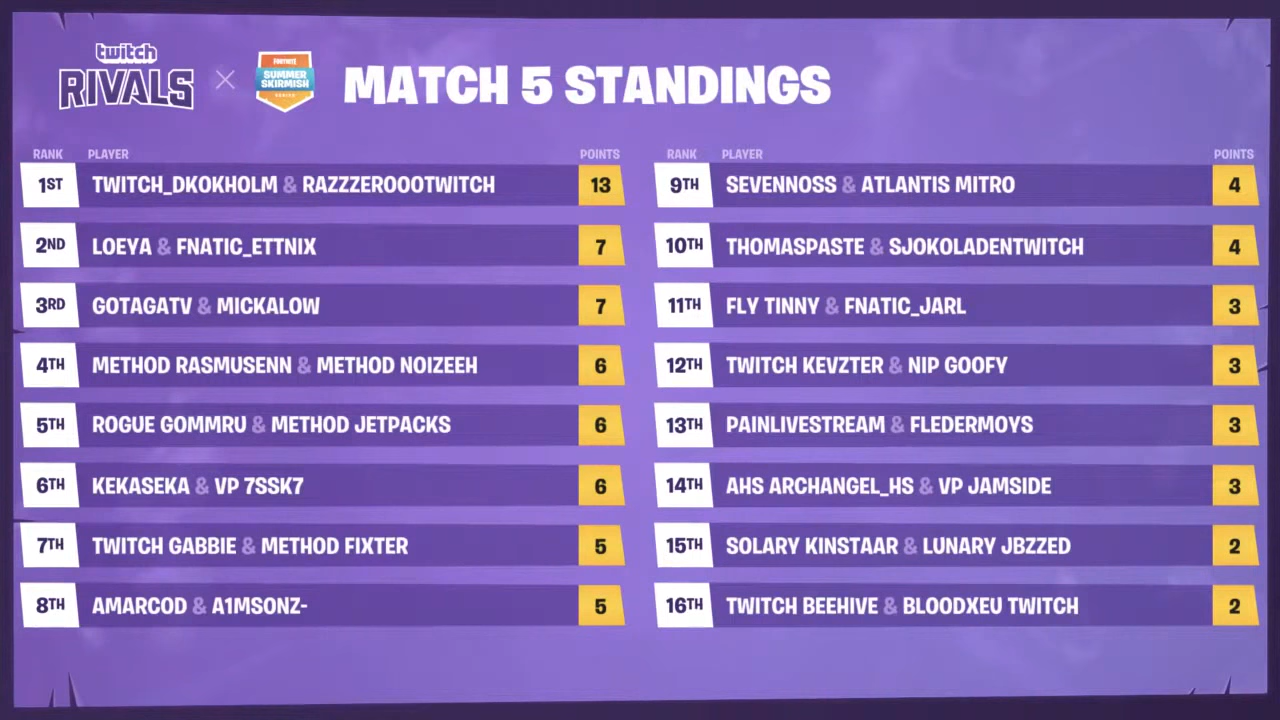 twitch
RIVALS
FORTNITE
SUMMER
SKIRMISH
SERIES
MATCH 5 STANDINGS
RANK PLAYER POINTS
1ST TWITCH_DKOKHOLM & RAZZZEROOOTWITCH 13
2ND LOEYA & FNATIC_ETTNIX 7
3RD GOTAGATV & MICKALOW 7
4TH METHOD RASMUSENN & METHOD NOIZEEH 6
5TH ROGUE GOMMRU & METHOD JETPACKS 6
6TH KEKASEKA & VP 7SSK7 6
7TH TWITCH GABBIE & METHOD FIXTER 5
8TH AMARCOD & A1MSONZ- 5
RANK PLAYER POINTS
9TH SEVENNOSS & ATLANTIS MITRO 4
10TH THOMASPASTE & SJOKOLADENTWITCH 4
11TH FLY TINNY & FNATIC_JARL 3
12TH TWITCH KEVZTER & NIP GOOFY 3
13TH PAINLIVESTREAM & FLEDERMOYS 3
14TH AHS ARCHANGEL_HS & VP JAMSIDE 3
15TH SOLARY KINSTAAR & LUNARY JBZZED 2
16TH TWITCH BEEHIVE & BLOODXEU TWITCH 2